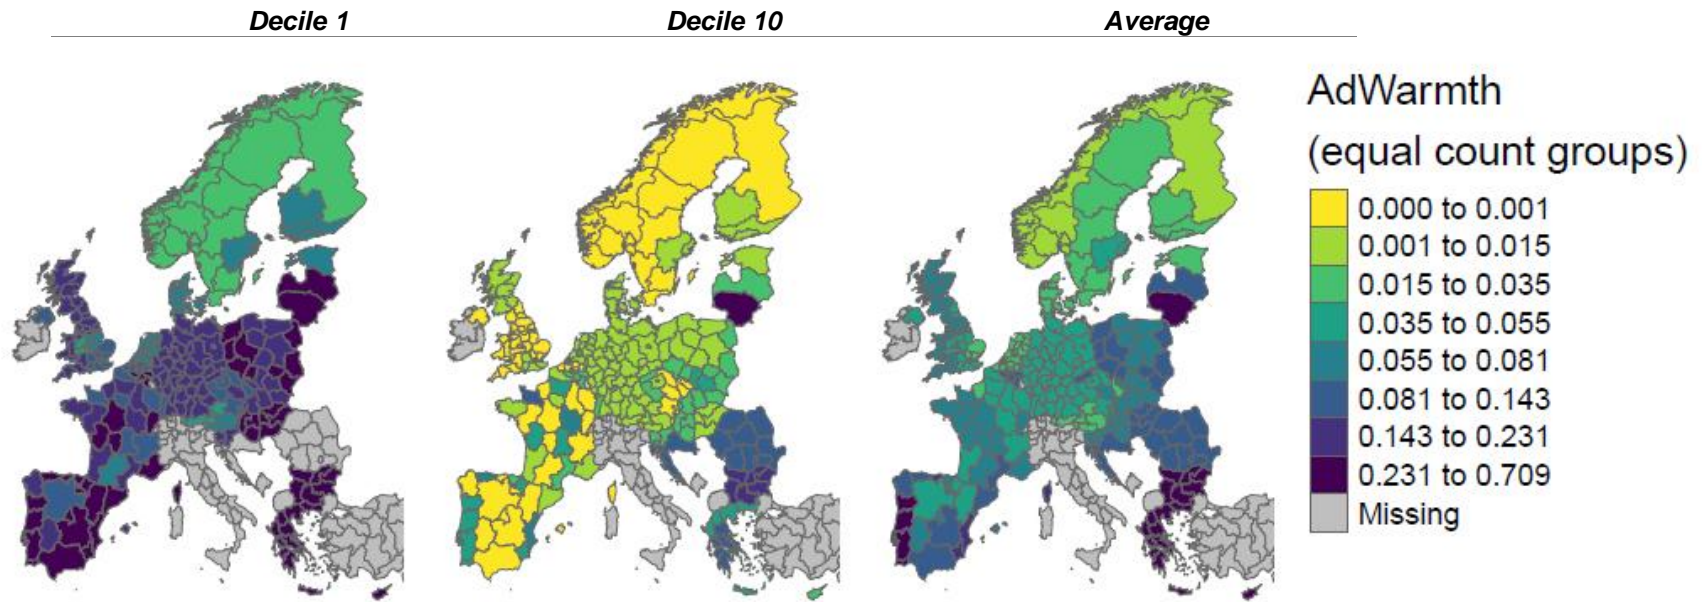 Decile 1 Decile 10 Average
AdWarmth
(equal count groups)
0.000 to 0.001
0.001 to 0.015
0.015 to 0.035
0.035 to 0.055
0.055 to 0.081
0.081 to 0.143
0.143 to 0.231
0.231 to 0.709
Missing